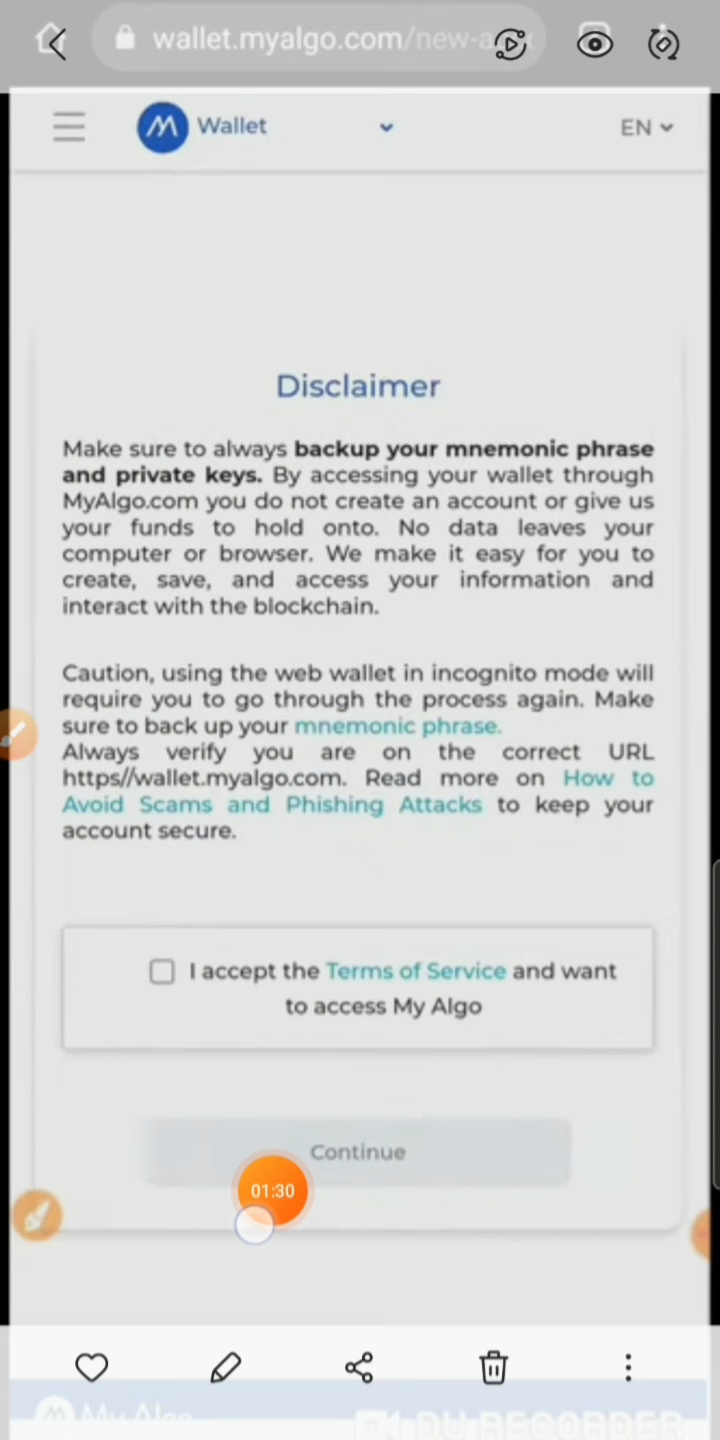 wallet.myalgo.com/new-a
Wallet
EN
Disclaimer
Make sure to always backup your mnemonic phrase
and private keys. By accessing your wallet through
MyAlgo.com you do not create an account or give us
your funds to hold onto. No data leaves your
computer or browser. We make it easy for you to
create, save, and access your information and
interact with the blockchain.
Caution, using the web wallet in incognito mode will
require you to go through the process again. Make
sure to back up your mnemonic phrase.
Always verify you are on the correct URL
https//wallet.myalgo.com. Read more on How to
Avoid Scams and Phishing Attacks to keep your
account secure.
I accept the Terms of Service and want
to access My Algo
Continue
01:30
My Algo
DU RECORDER